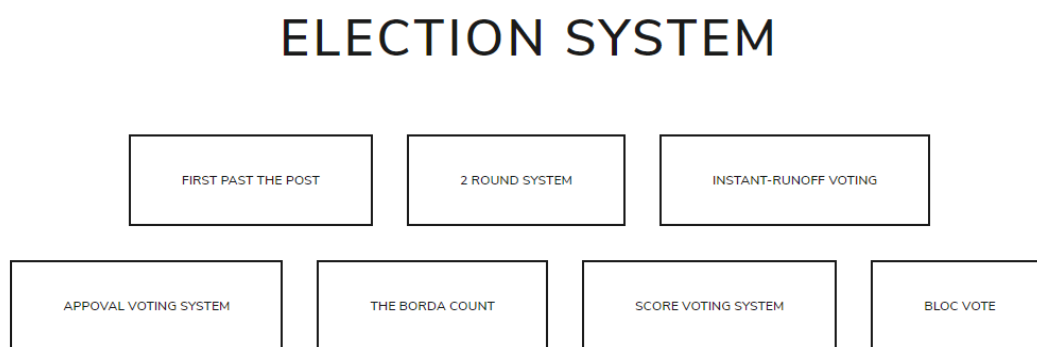 ELECTION SYSTEM
FIRST PAST THE POST
2 ROUND SYSTEM
INSTANT-RUNOFF VOTING
APPOVAL VOTING SYSTEM
THE BORDA COUNT
SCORE VOTING SYSTEM
BLOC VOTE